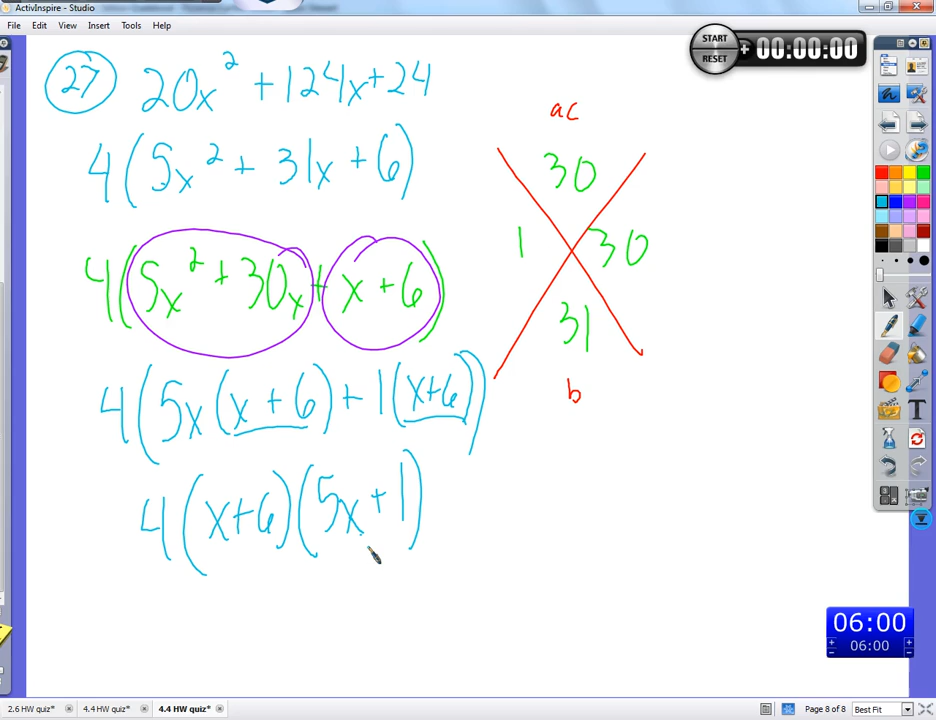 ActivInspire - Studio
File Edit View Insert Tools Help
START
RESET
00:00:00
27 20x² + 124x + 24
4(5x² + 31x + 6)
4(5x² + 30x + x + 6)
4(5x(x + 6) + 1(x+6))
4(x+6)(5x + 1)
ac
30
1 30
31
b
06:00
06:00
2.6 HW quiz* 4.4 HW quiz* 4.4 HW quiz*
Page 8 of 8 Best Fit